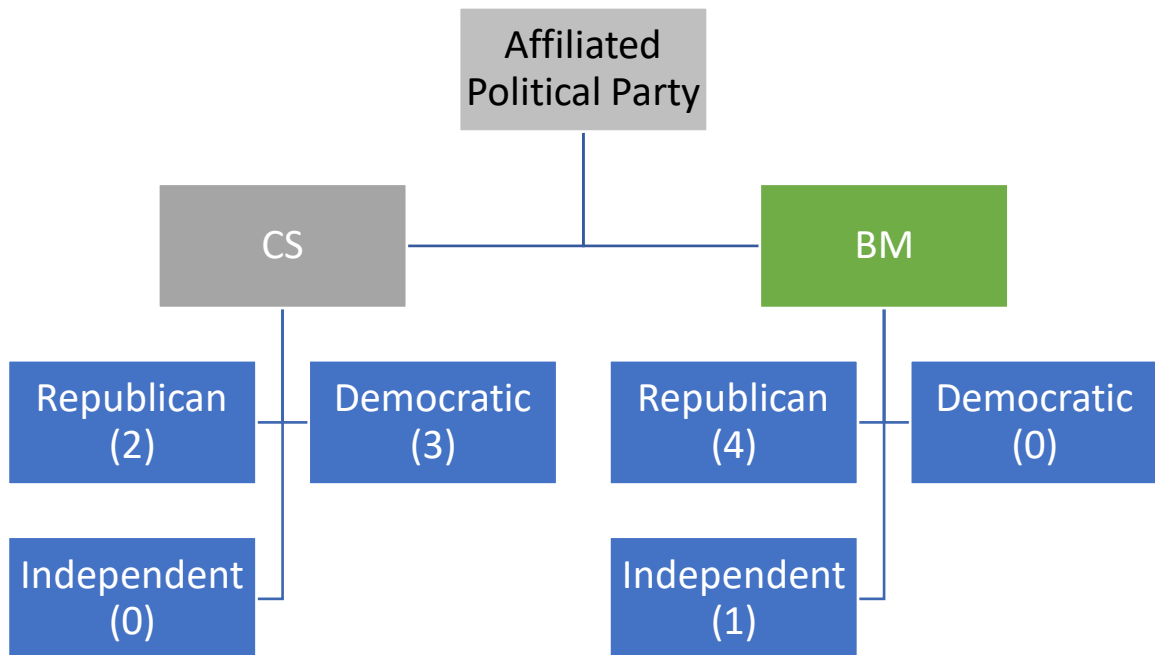 Affiliated
Political Party
CS
BM
Republican
(2)
Democratic
(3)
Republican
(4)
Democratic
(0)
Independent
(0)
Independent
(1)